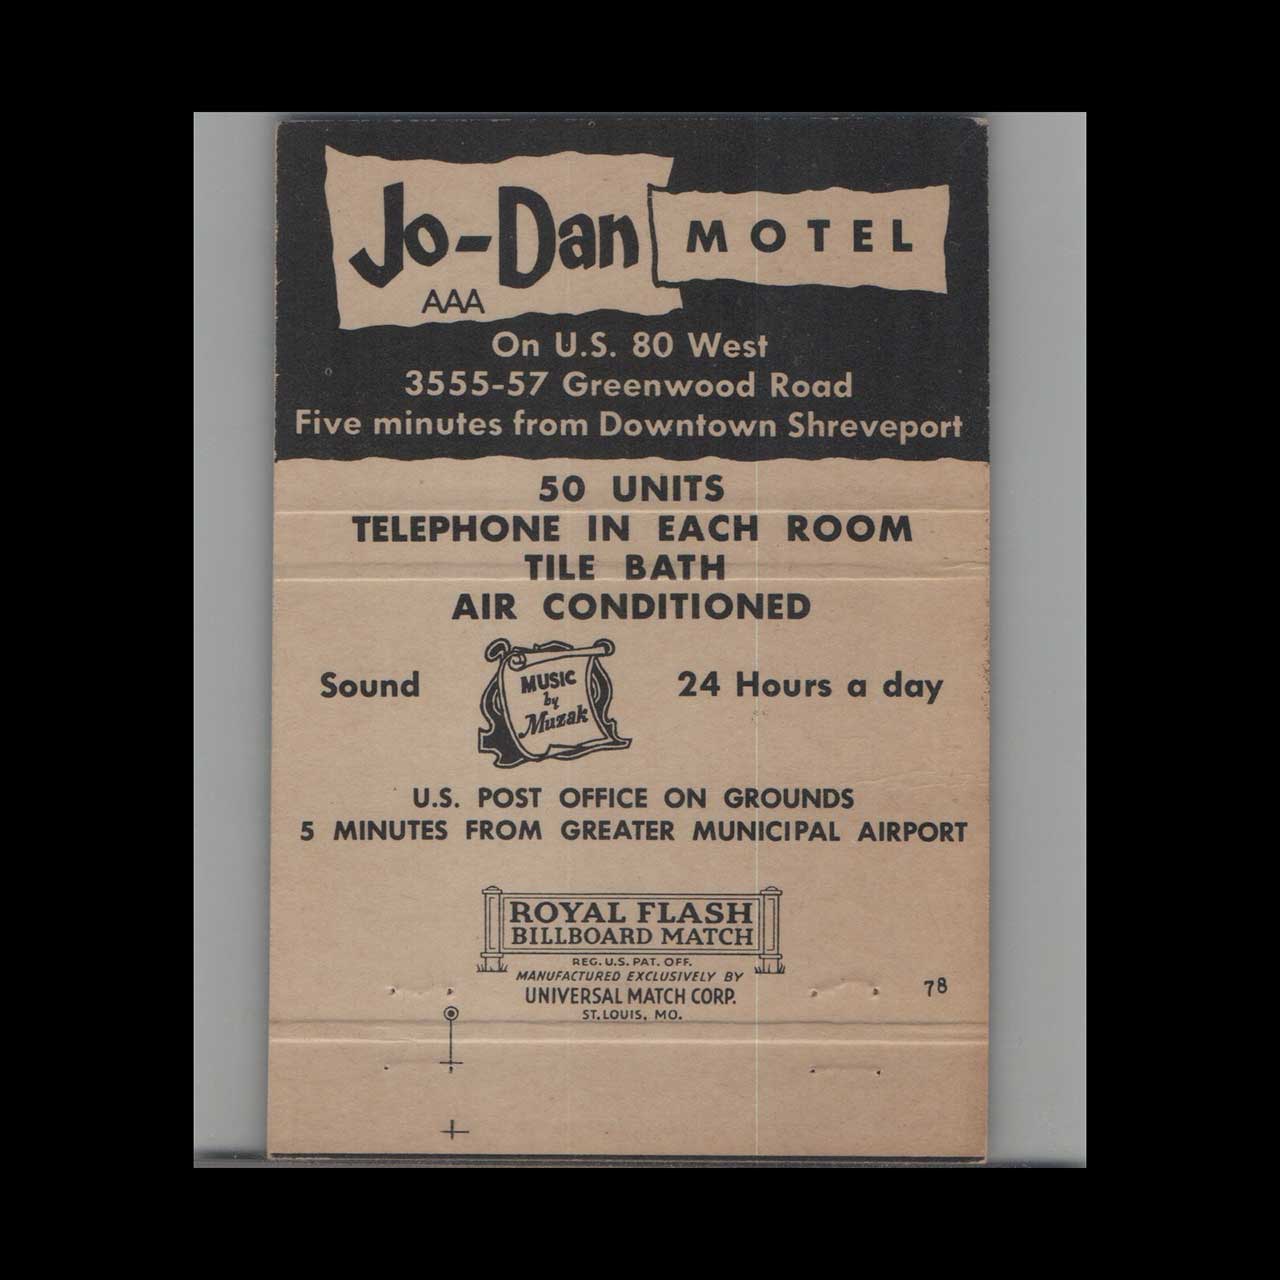 Jo-Dan MOTEL
AAA
On U.S. 80 West
3555-57 Greenwood Road
Five minutes from Downtown Shreveport
50 UNITS
TELEPHONE IN EACH ROOM
TILE BATH
AIR CONDITIONED
Sound MUSIC by Muzak 24 Hours a day
U.S. POST OFFICE ON GROUNDS
5 MINUTES FROM GREATER MUNICIPAL AIRPORT
ROYAL FLASH
BILLBOARD MATCH
REG. U.S. PAT. OFF.
MANUFACTURED EXCLUSIVELY BY
UNIVERSAL MATCH CORP.
ST. LOUIS, MO.
78